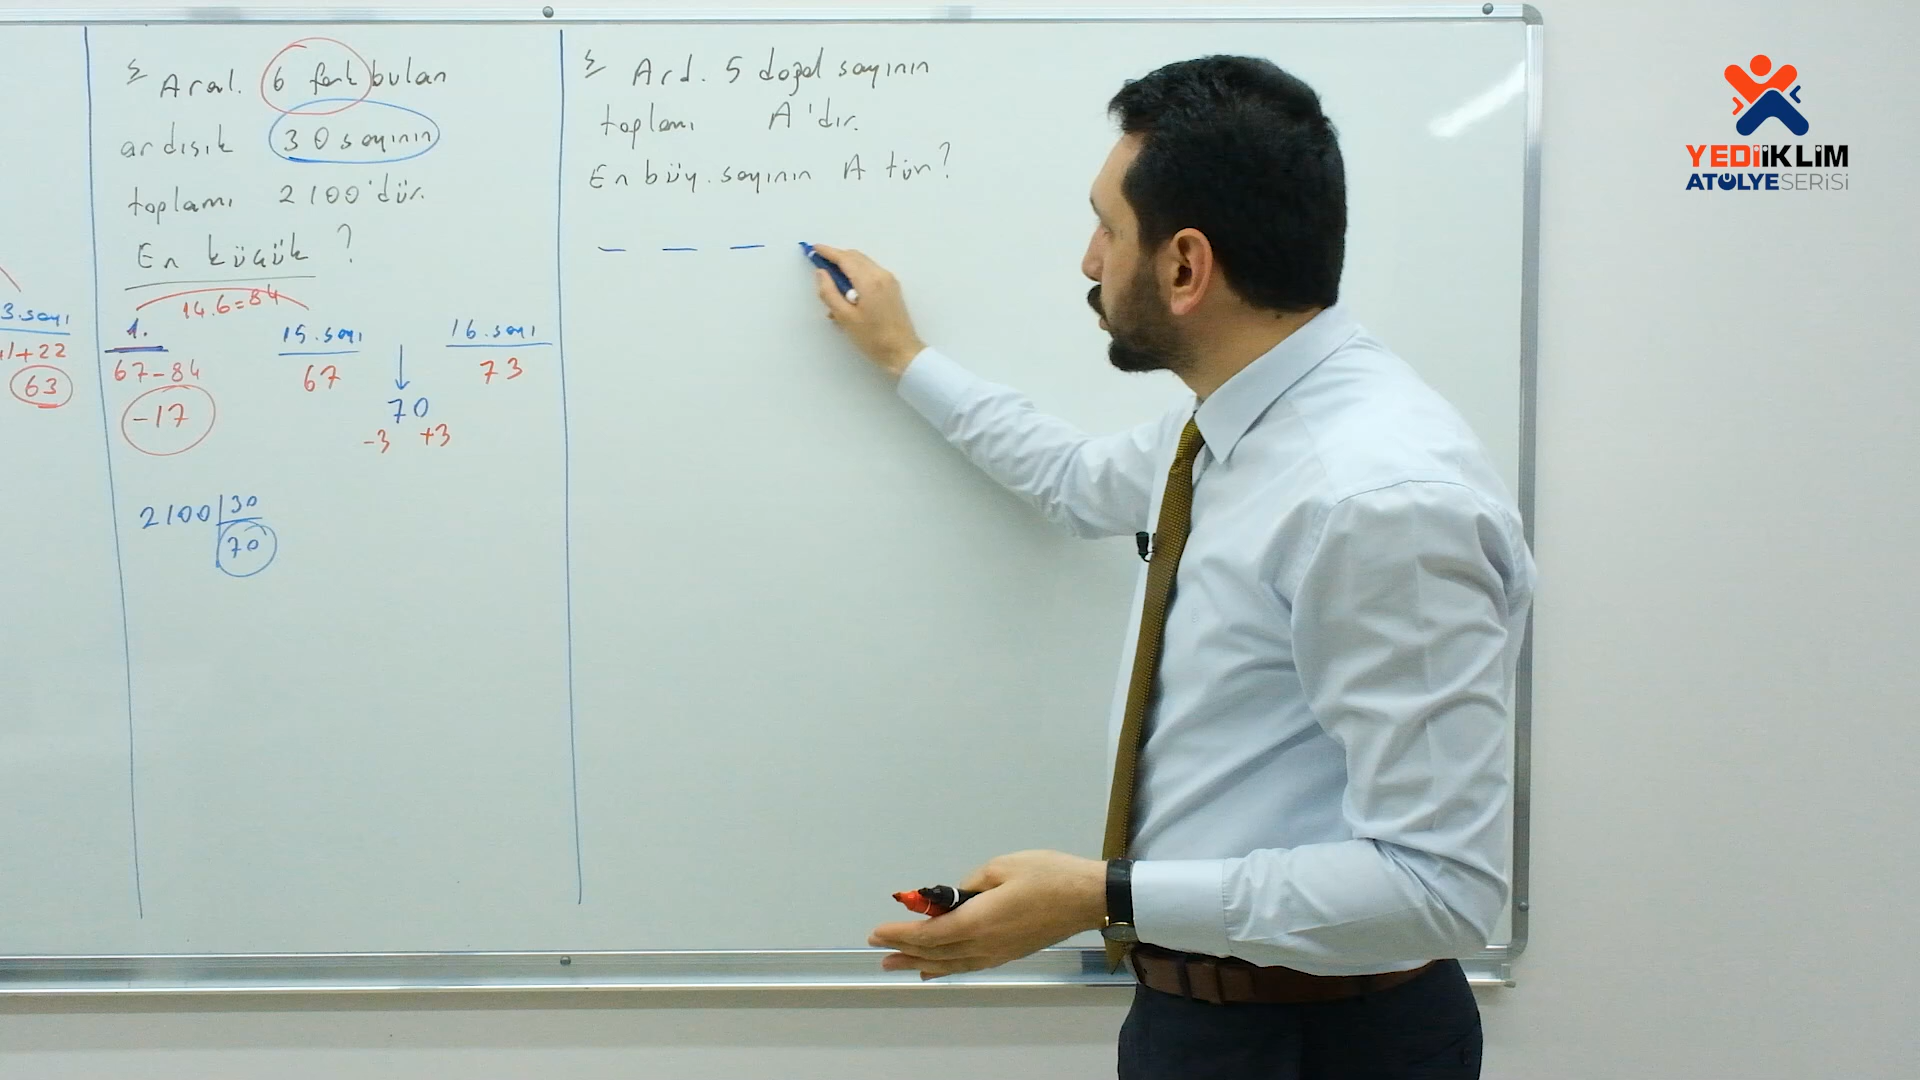 3.sayı
+22
63
Aral. 6 fark bulan
ardışık 30 sayının
toplamı 2100'dür.
En küçük ?
14.6=84
1.
67-84
-17
15.sayı
67
70
-3 +3
16.sayı
73
2100 30
70
Ard. 5 doğal sayının
toplamı A'dır.
En büy. sayının A tür?
YEDİİKLİM
ATÖLYESERİSİ